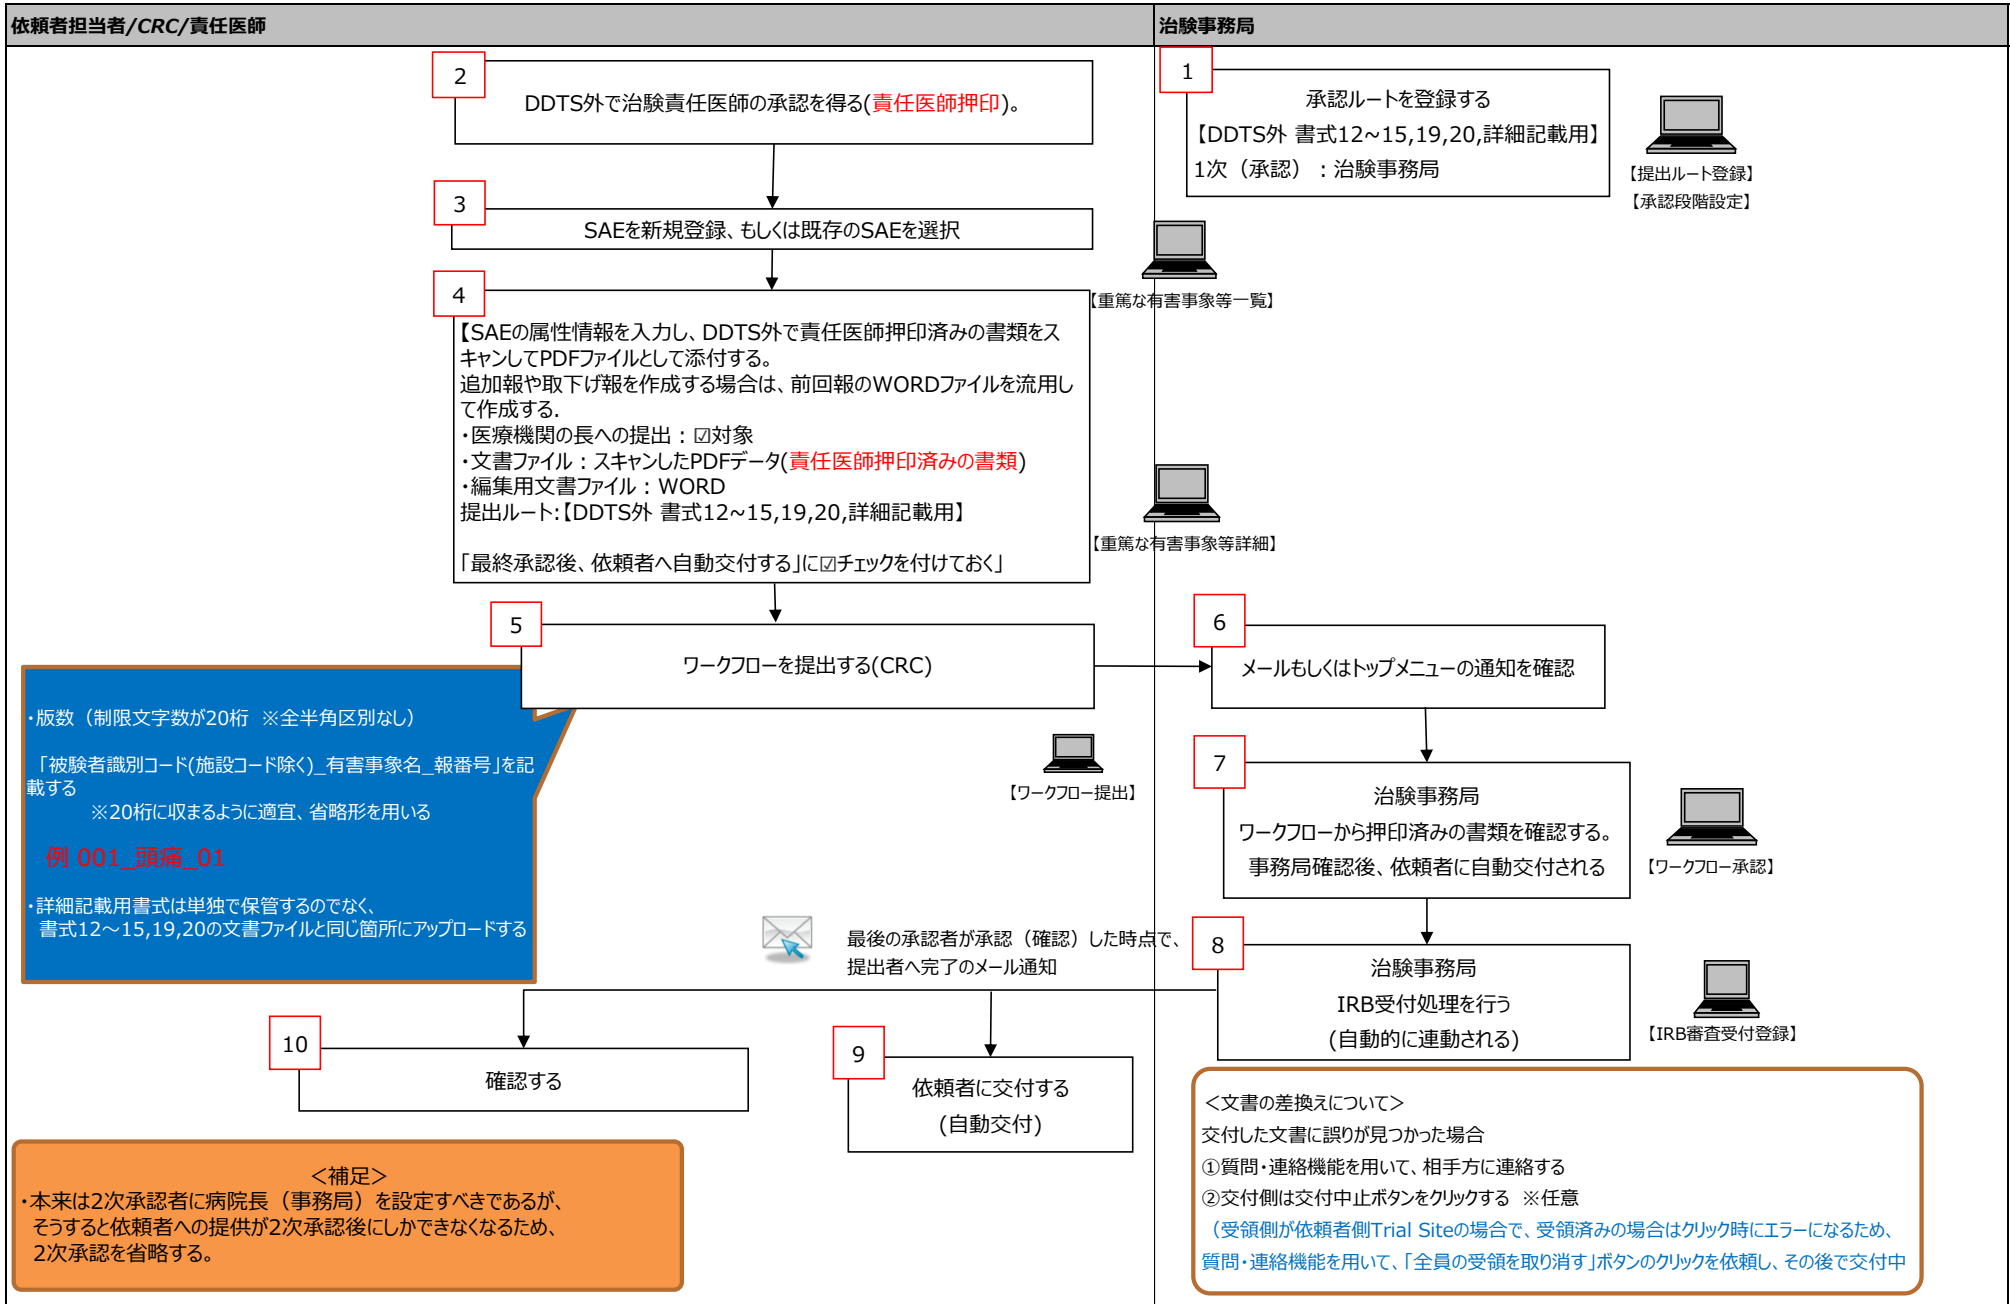 依頼者担当者/CRC/責任医師
治験事務局
1
承認ルートを登録する
【DDTS外 書式12~15,19,20,詳細記載用】
1次（承認）：治験事務局
【提出ルート登録】
【承認段階設定】
2
DDTS外で治験責任医師の承認を得る(責任医師押印)。
3
SAEを新規登録、もしくは既存のSAEを選択
【重篤な有害事象等一覧】
4
【SAEの属性情報を入力し、DDTS外で責任医師押印済みの書類をス
キャンしてPDFファイルとして添付する。
追加報や取下げ報を作成する場合は、前回報のWORDファイルを流用し
て作成する.
・医療機関の長への提出：☑対象
・文書ファイル：スキャンしたPDFデータ(責任医師押印済みの書類)
・編集用文書ファイル：WORD
提出ルート:【DDTS外 書式12~15,19,20,詳細記載用】
「最終承認後、依頼者へ自動交付する」に☑チェックを付けておく」
【重篤な有害事象等詳細】
5
ワークフローを提出する(CRC)
【ワークフロー提出】
・版数（制限文字数が20桁 ※全半角区別なし）
「被験者識別コード(施設コード除く)_有害事象名_報番号」を記
載する
※20桁に収まるように適宜、省略形を用いる
例 001_頭痛_01
・詳細記載用書式は単独で保管するのでなく、
書式12～15,19,20の文書ファイルと同じ箇所にアップロードする
6
メールもしくはトップメニューの通知を確認
7
治験事務局
ワークフローから押印済みの書類を確認する。
事務局確認後、依頼者に自動交付される
【ワークフロー承認】
最後の承認者が承認（確認）した時点で、
提出者へ完了のメール通知
8
治験事務局
IRB受付処理を行う
(自動的に連動される)
【IRB審査受付登録】
9
依頼者に交付する
(自動交付)
10
確認する
＜補足＞
・本来は2次承認者に病院長（事務局）を設定すべきであるが、
そうすると依頼者への提供が2次承認後にしかできなくなるため、
2次承認を省略する。
＜文書の差換えについて＞
交付した文書に誤りが見つかった場合
①質問・連絡機能を用いて、相手方に連絡する
②交付側は交付中止ボタンをクリックする ※任意
（受領側が依頼者側Trial Siteの場合で、受領済みの場合はクリック時にエラーになるため、
質問・連絡機能を用いて、「全員の受領を取り消す」ボタンのクリックを依頼し、その後で交付中